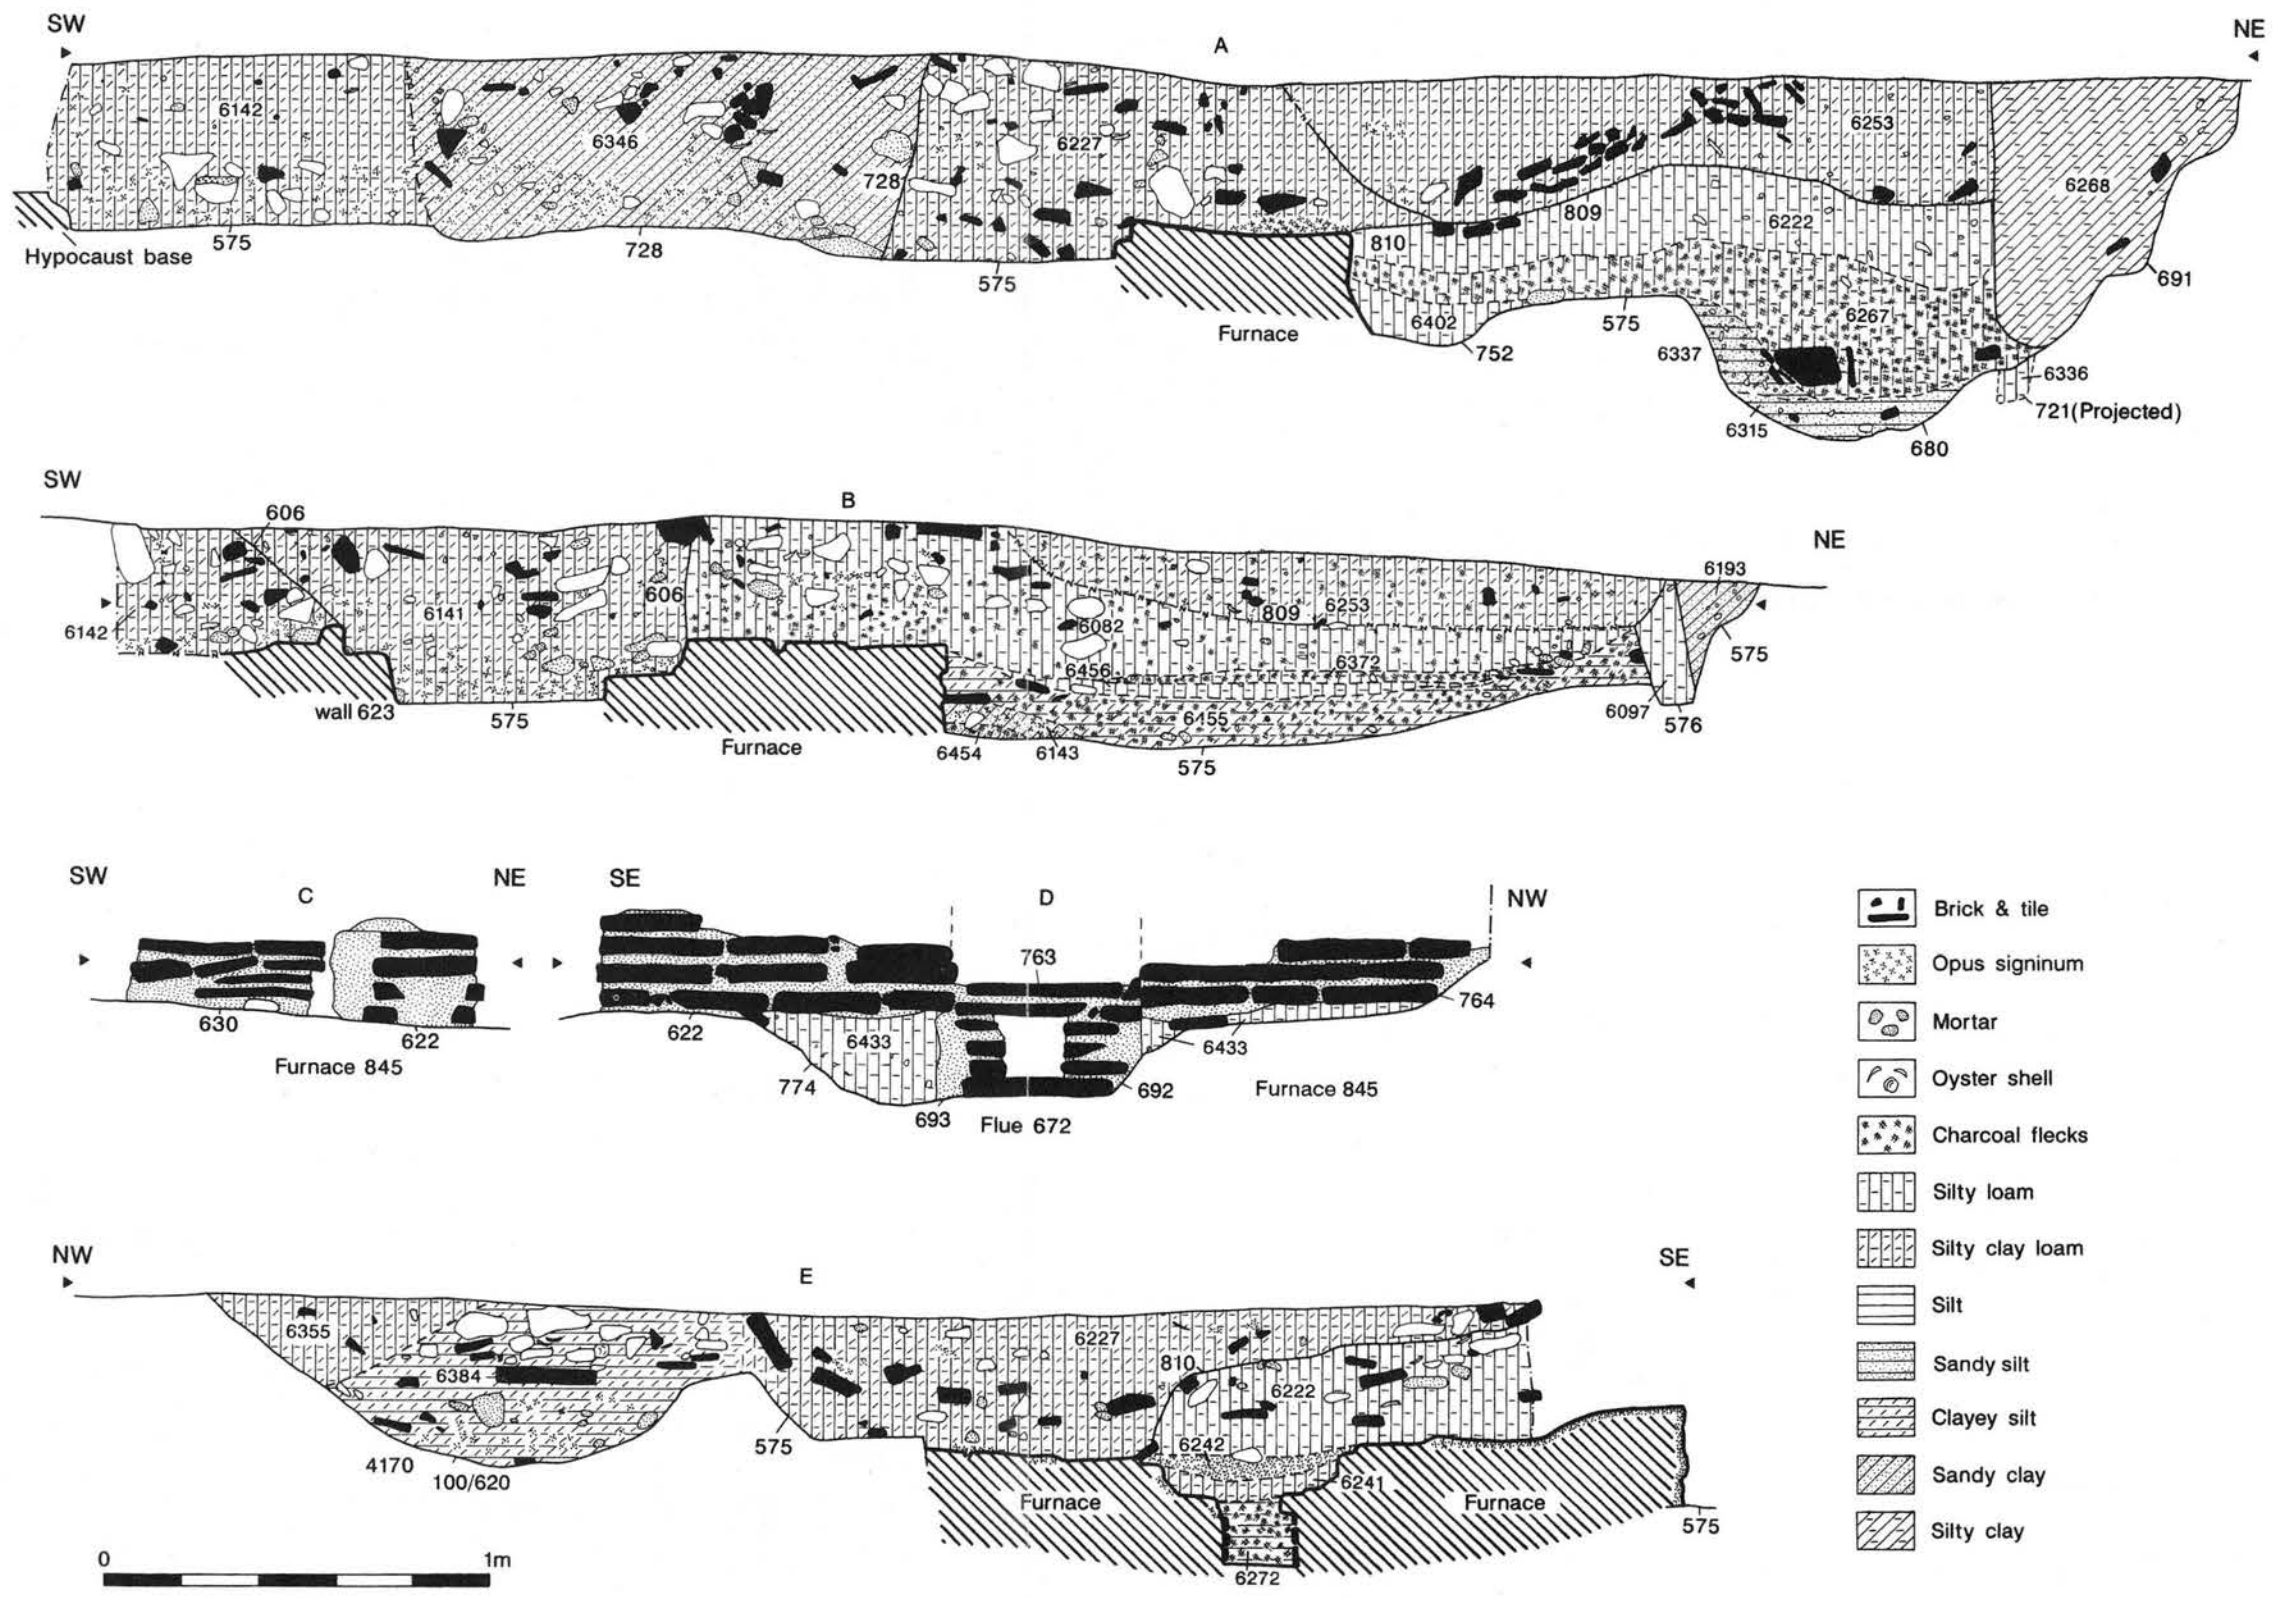 SW A NE
6142 6346 728 6227 6253 6268
809 6222
810
Hypocaust base 575 728 575 Furnace 6402 752 575 6267 691
6337 6336
721(Projected)
6315 680
SW B NE
606
6193
6142 6141 606 6082 809 6253
6456 6372 575
wall 623 575 Furnace 6454 6143 6455 575 6097 576
SW C NE
630 622
Furnace 845
SE D NW
763
622 6433 6433 764
774 693 692
Flue 672 Furnace 845
NW E SE
6355 6384 6227 810 6222
575 6242 6241
4170 100/620 Furnace Furnace 575
6272
0 1m
Brick & tile
Opus signinum
Mortar
Oyster shell
Charcoal flecks
Silty loam
Silty clay loam
Silt
Sandy silt
Clayey silt
Sandy clay
Silty clay